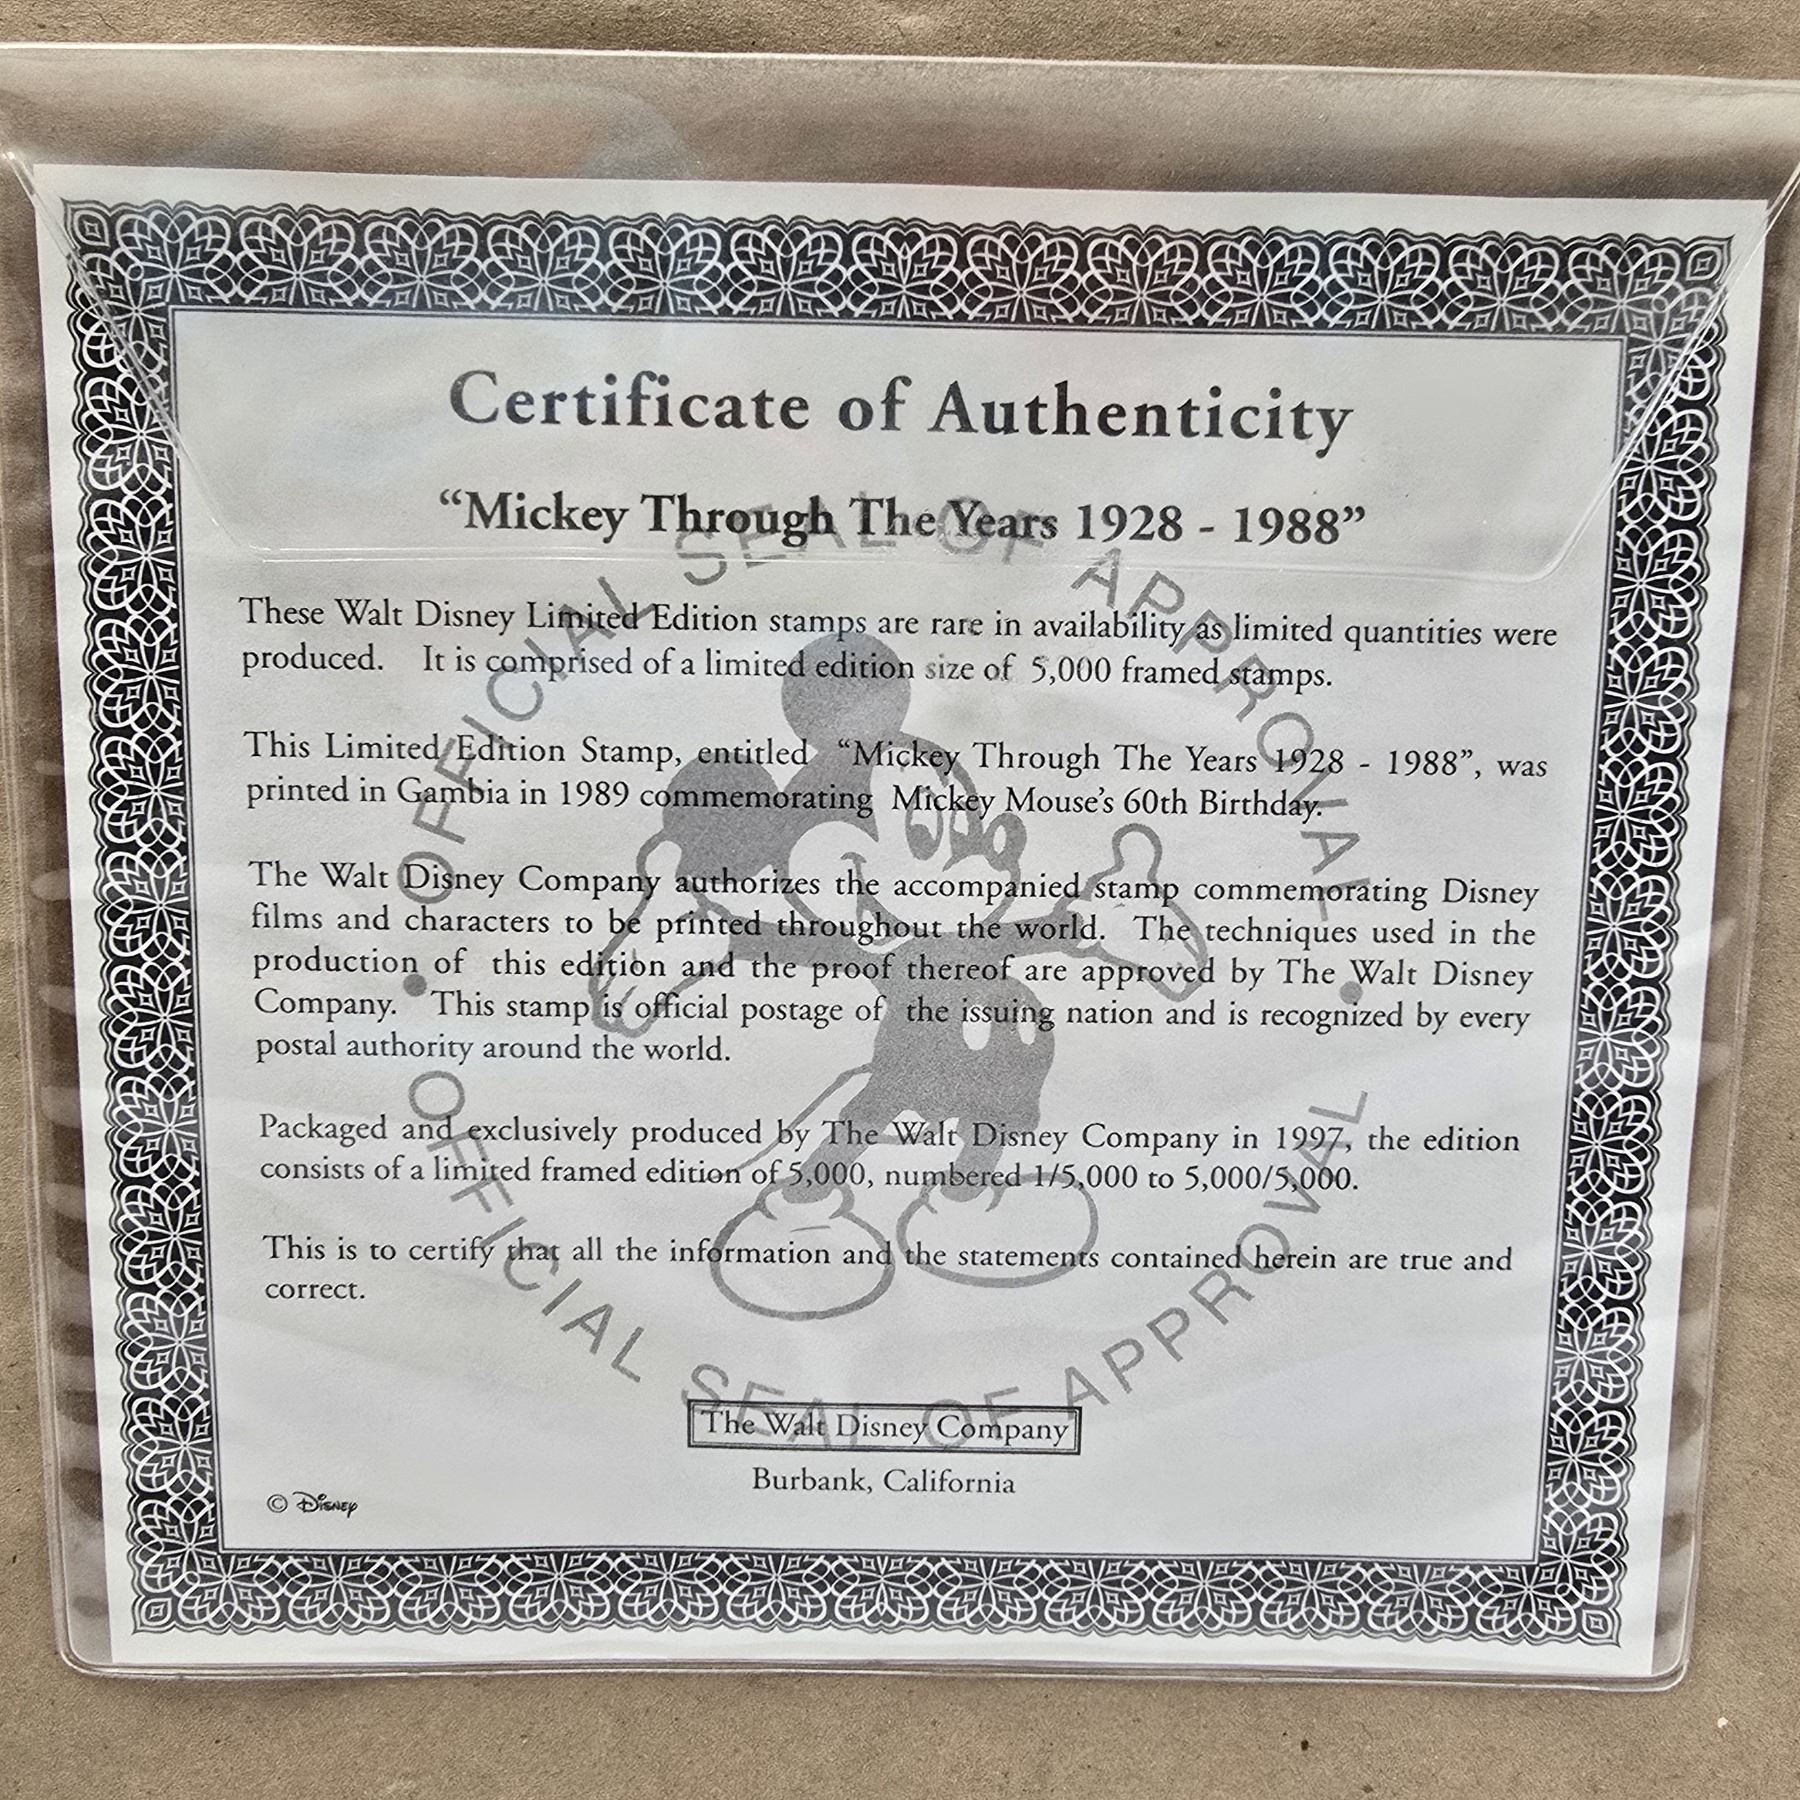 Certificate of Authenticity
“Mickey Through The Years 1928 - 1988”
These Walt Disney Limited Edition stamps are rare in availability as limited quantities were
produced. It is comprised of a limited edition size of 5,000 framed stamps.
This Limited Edition Stamp, entitled “Mickey Through The Years 1928 - 1988”, was
printed in Gambia in 1989 commemorating Mickey Mouse’s 60th Birthday.
The Walt Disney Company authorizes the accompanied stamp commemorating Disney
films and characters to be printed throughout the world. The techniques used in the
production of this edition and the proof thereof are approved by The Walt Disney
Company. This stamp is official postage of the issuing nation and is recognized by every
postal authority around the world.
Packaged and exclusively produced by The Walt Disney Company in 1997, the edition
consists of a limited framed edition of 5,000, numbered 1/5,000 to 5,000/5,000.
This is to certify that all the information and the statements contained herein are true and
correct.
The Walt Disney Company
Burbank, California
© Disney
OFFICIAL SEAL OF APPROVAL
OFFICIAL SEAL OF APPROVAL